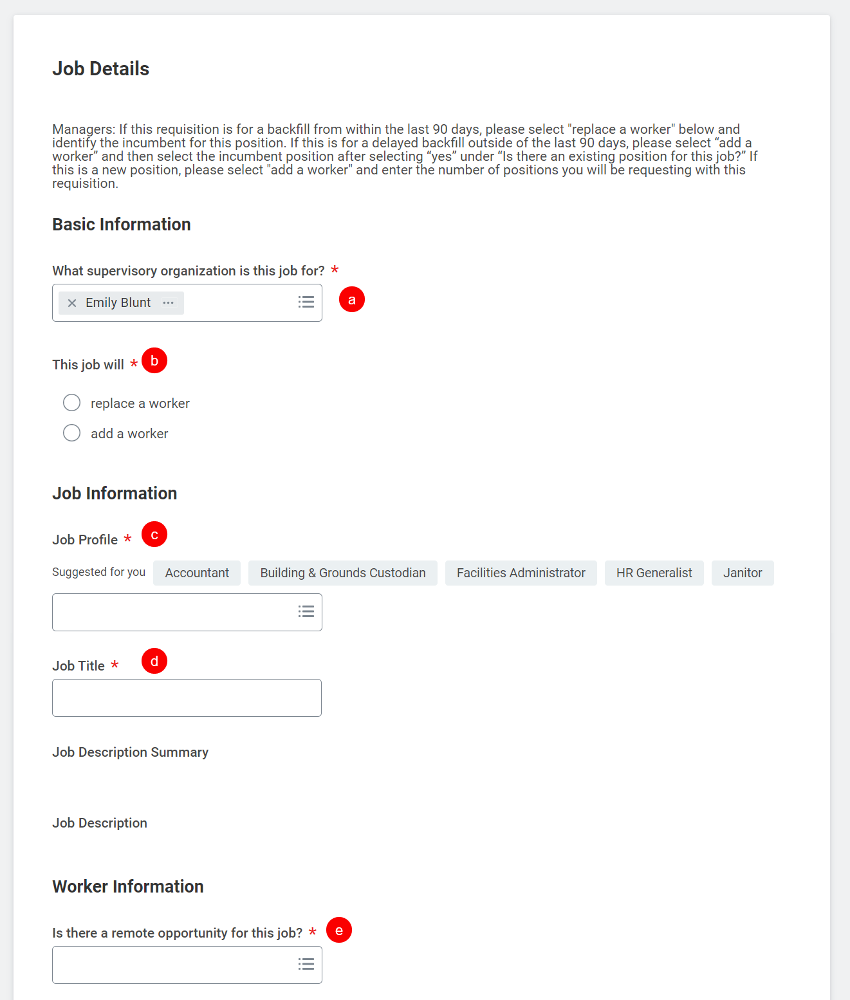 Job Details
Managers: If this requisition is for a backfill from within the last 90 days, please select "replace a worker" below and
identify the incumbent for this position. If this is for a delayed backfill outside of the last 90 days, please select “add a
worker” and then select the incumbent position after selecting “yes” under “Is there an existing position for this job?” If
this is a new position, please select "add a worker" and enter the number of positions you will be requesting with this
requisition.
Basic Information
What supervisory organization is this job for? *
Emily Blunt
a
This job will * b
replace a worker
add a worker
Job Information
Job Profile * c
Suggested for you Accountant Building & Grounds Custodian Facilities Administrator HR Generalist Janitor
Job Title * d
Job Description Summary
Job Description
Worker Information
Is there a remote opportunity for this job? * e